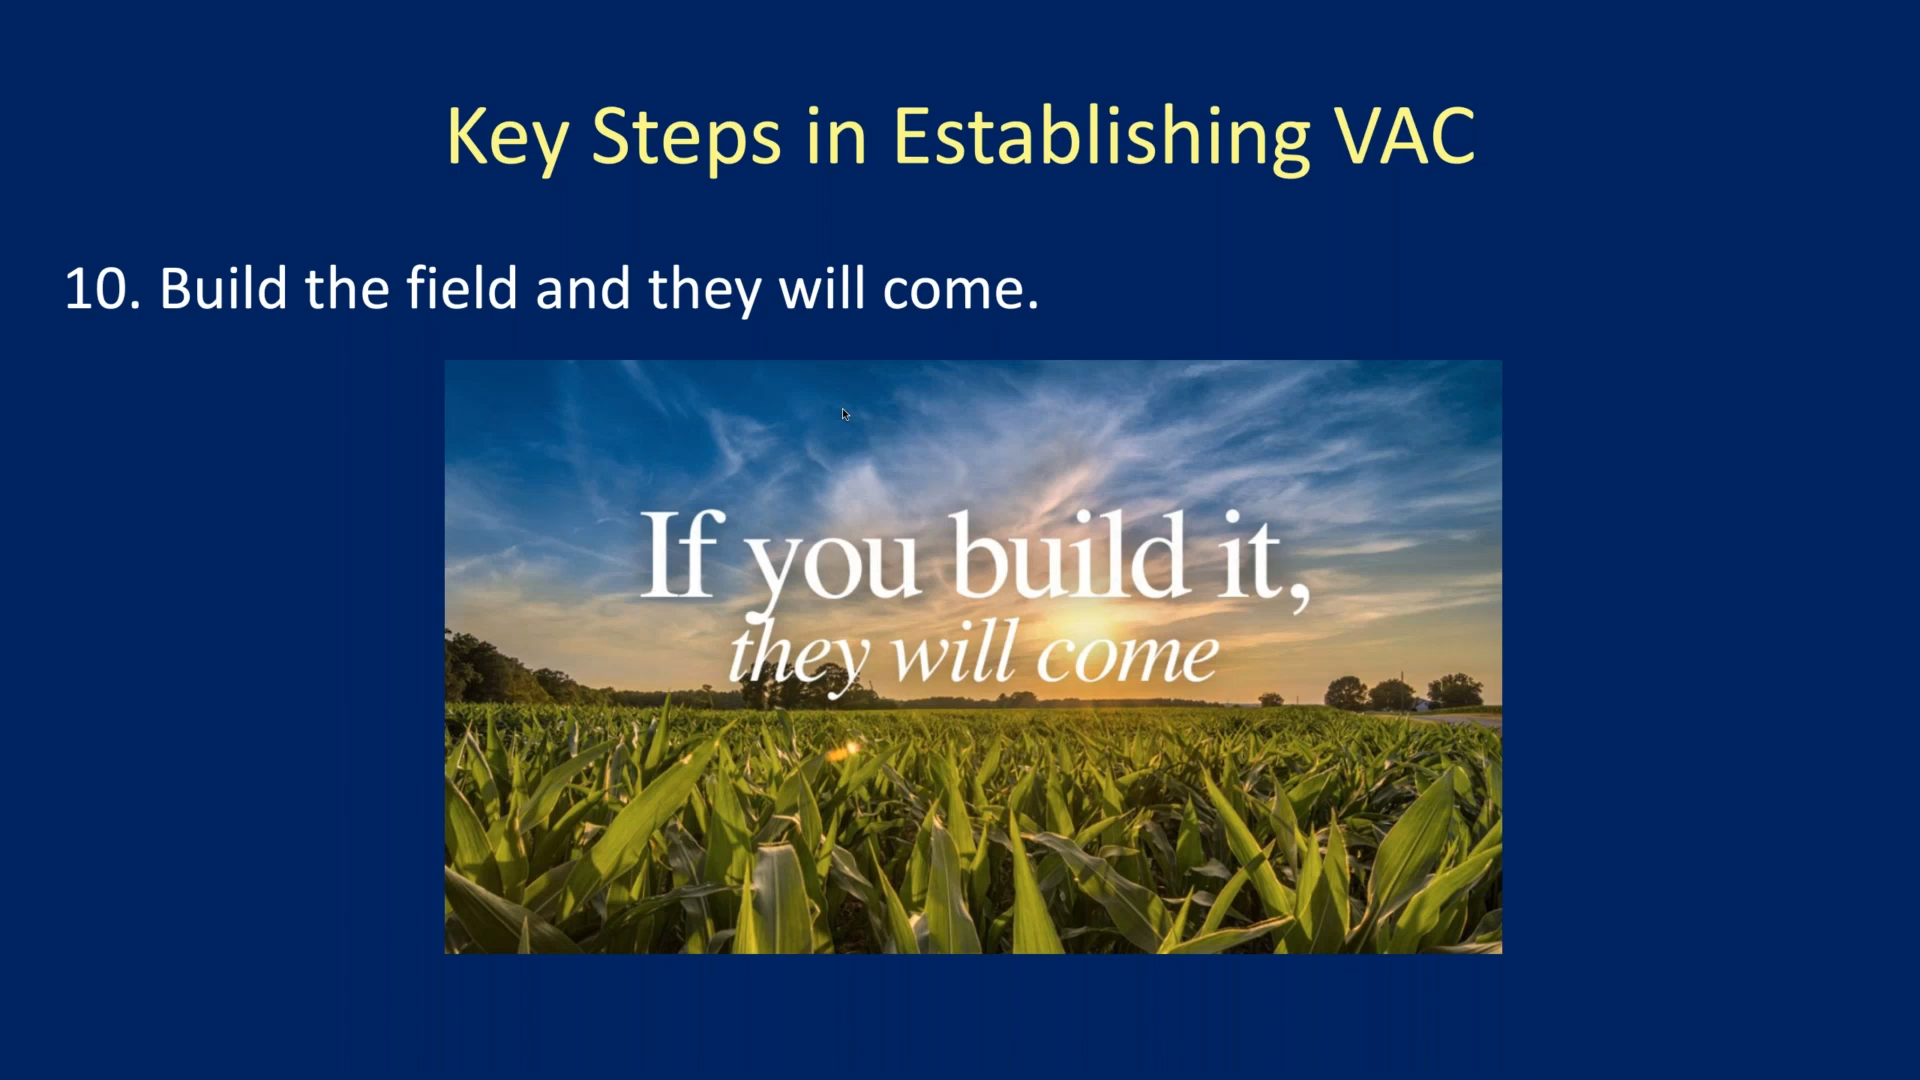 Key Steps in Establishing VAC
10. Build the field and they will come.
If you build it,
they will come